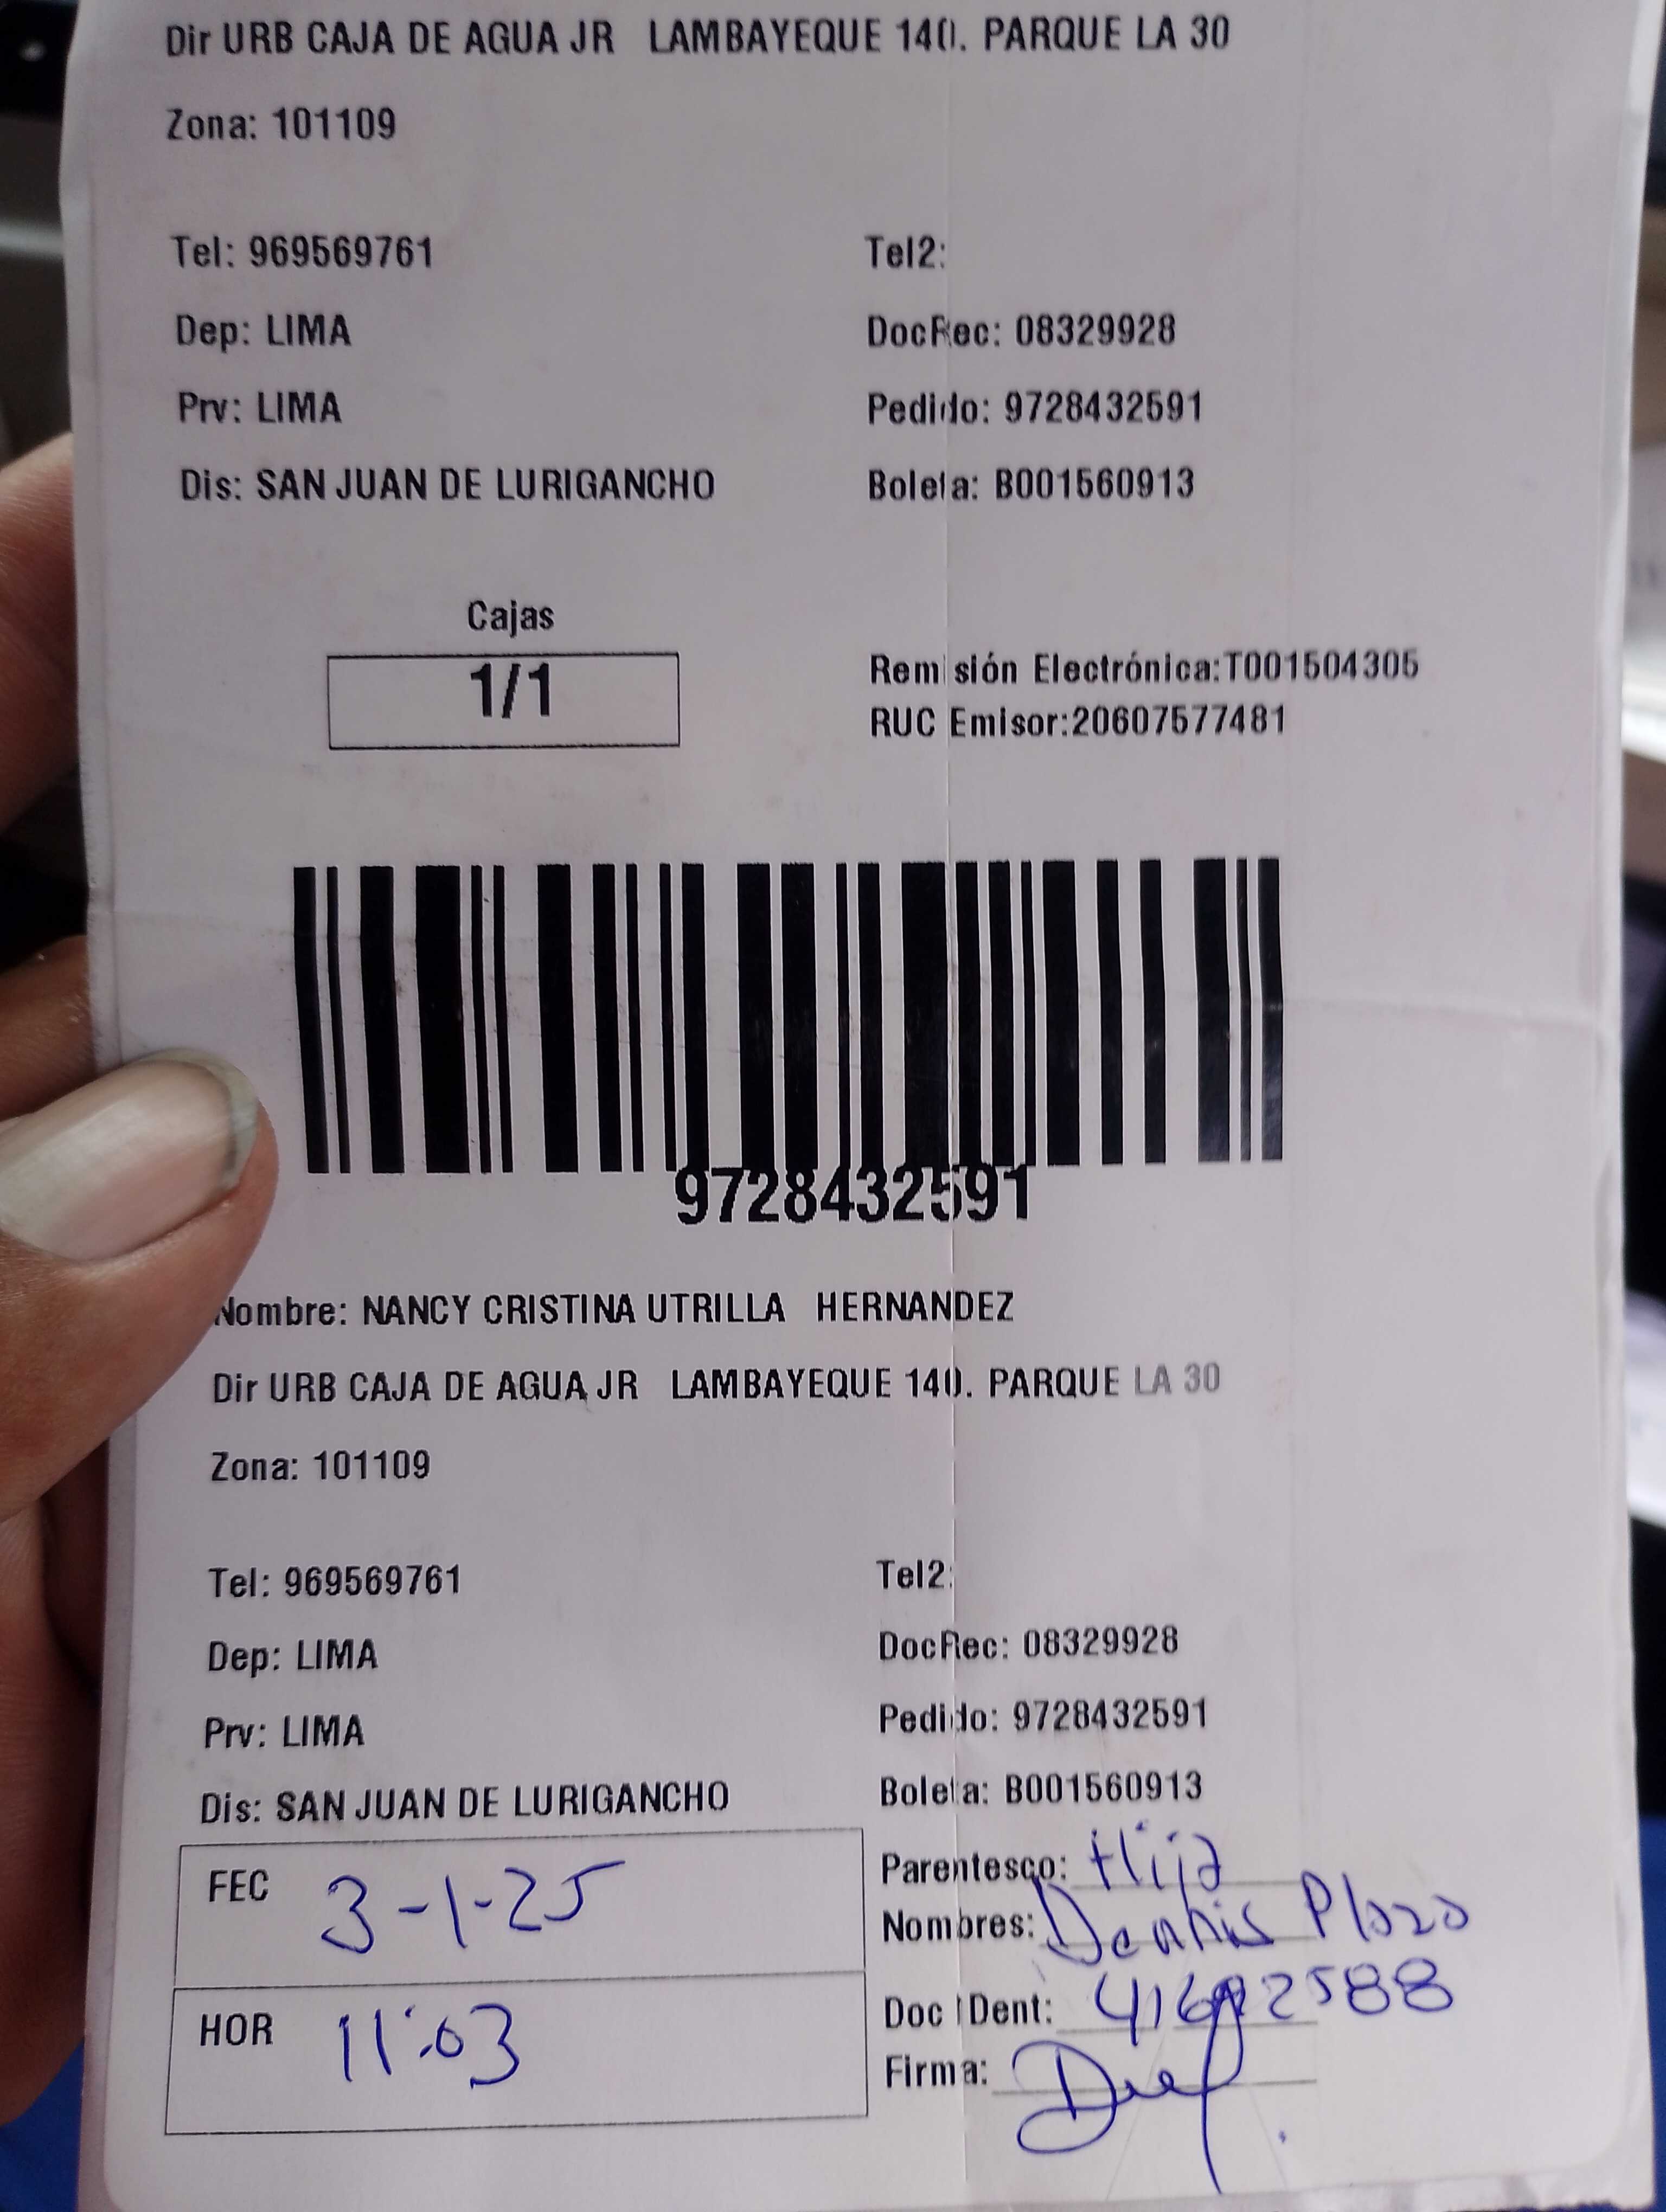 Dir URB CAJA DE AGUA JR LAMBAYEQUE 140. PARQUE LA 30
Zona: 101109
Tel: 969569761 Tel2:
Dep: LIMA DocRec: 08329928
Prv: LIMA Pedido: 9728432591
Dis: SAN JUAN DE LURIGANCHO Boleta: B001560913
Cajas
1/1
Remisión Electrónica:T001504305
RUC Emisor:20607577481
9728432591
Nombre: NANCY CRISTINA UTRILLA HERNANDEZ
Dir URB CAJA DE AGUA JR LAMBAYEQUE 140. PARQUE LA 30
Zona: 101109
Tel: 969569761 Tel2:
Dep: LIMA DocRec: 08329928
Prv: LIMA Pedido: 9728432591
Dis: SAN JUAN DE LURIGANCHO Boleta: B001560913
FEC 3-1-25
Parentesco: Hija
Nombres:
HOR 11:03
Doc IDent:
Firma: